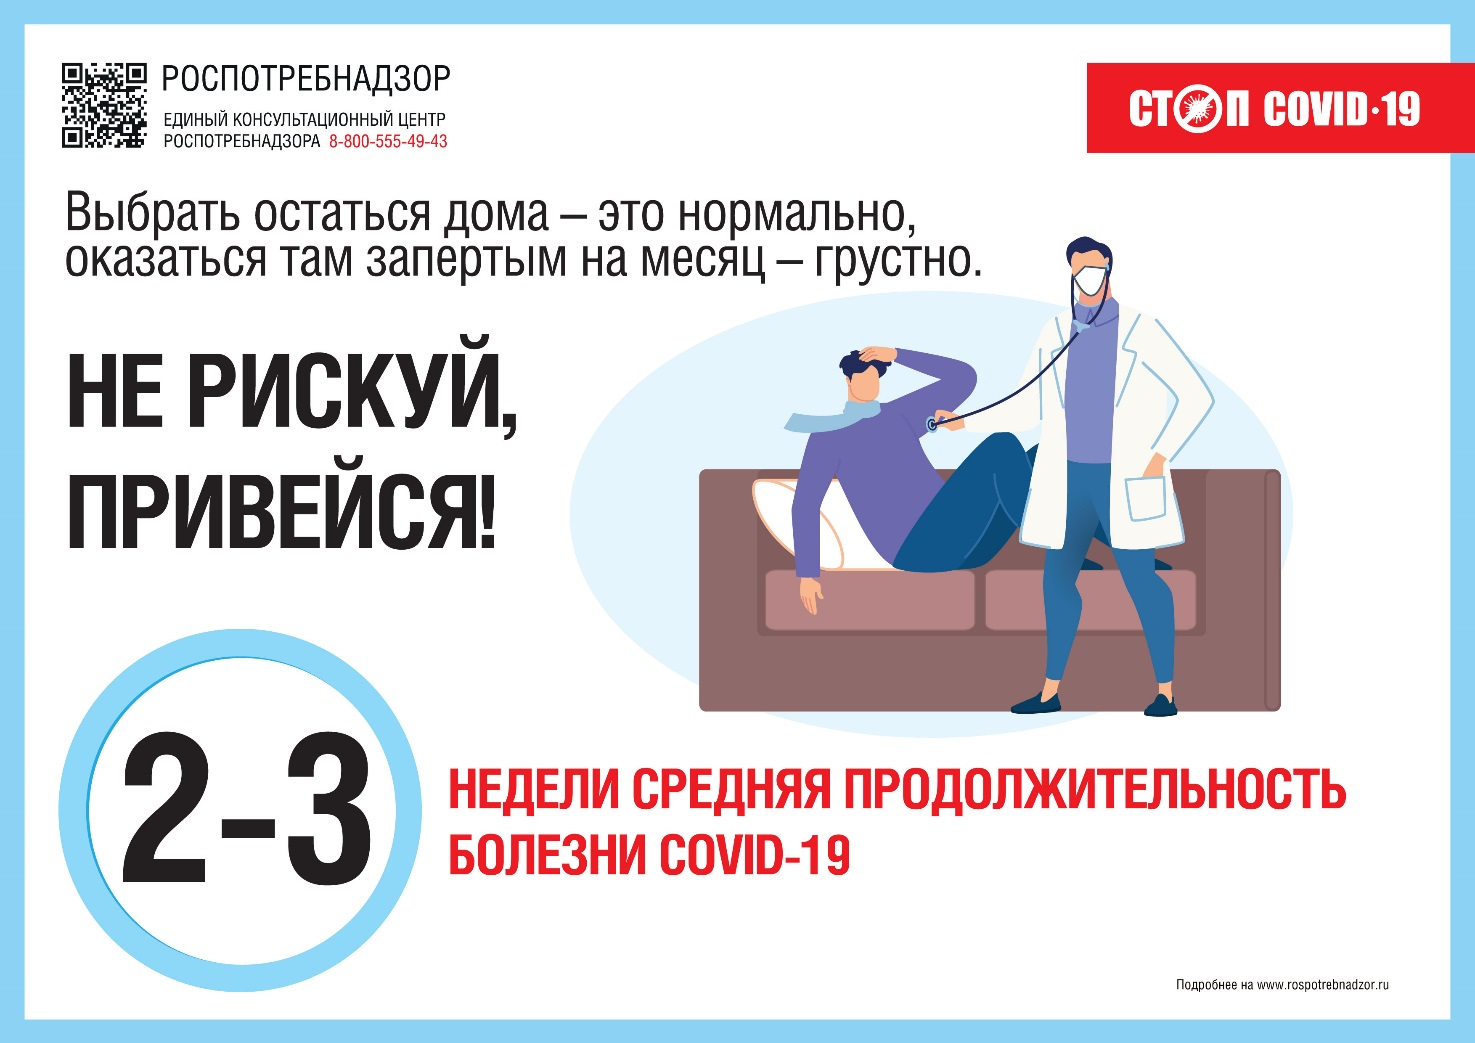 РОСПОТРЕБНАДЗОР
ЕДИНЫЙ КОНСУЛЬТАЦИОННЫЙ ЦЕНТР
РОСПОТРЕБНАДЗОРА 8-800-555-49-43
СТОП COVID·19
Выбрать остаться дома – это нормально,
оказаться там запертым на месяц – грустно.
НЕ РИСКУЙ,
ПРИВЕЙСЯ!
2-3
НЕДЕЛИ СРЕДНЯЯ ПРОДОЛЖИТЕЛЬНОСТЬ
БОЛЕЗНИ COVID-19
Подробнее на www.rospotrebnadzor.ru